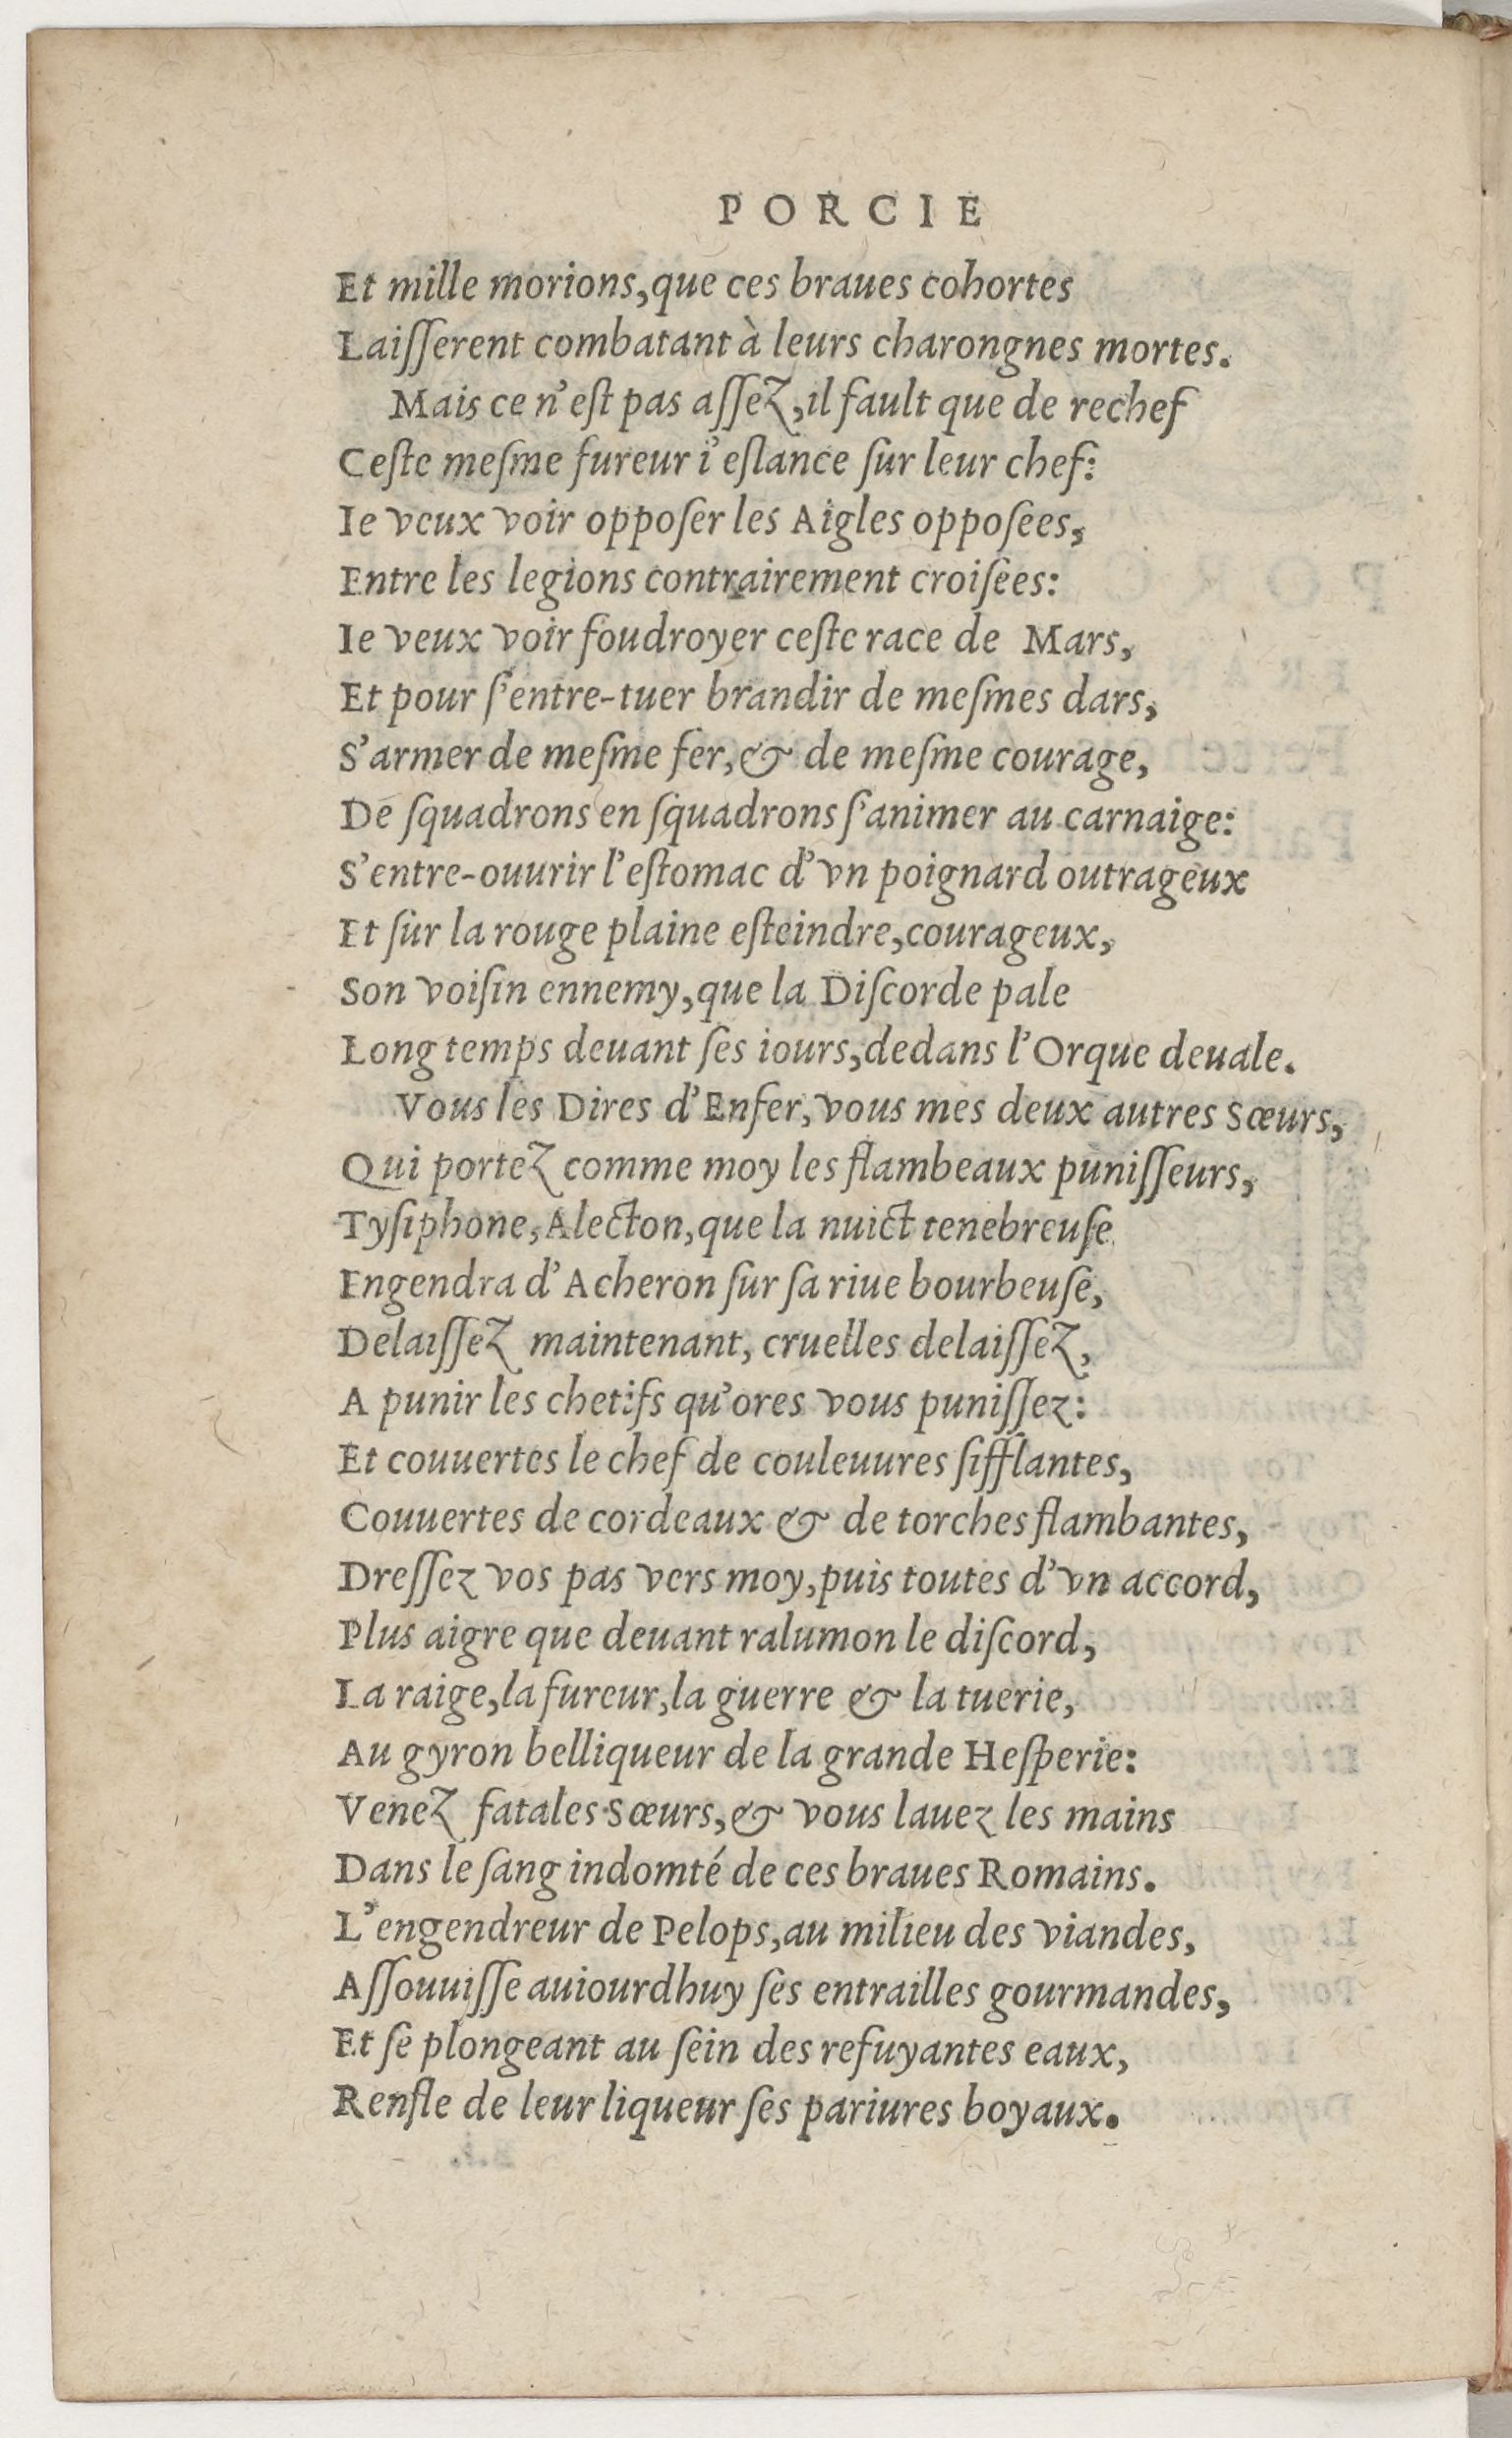 PORCIE
Et mille morions, que ces braues cohortes
Laiſſerent combatant à leurs charongnes mortes.
Mais ce n'eſt pas aſſez, il fault que de rechef
Ceſte meſme fureur i'eſlance ſur leur chef:
Ie veux voir oppoſer les Aigles oppoſees,
Entre les legions contrairement croiſees:
Ie veux voir foudroyer ceſte race de Mars,
Et pour ſ'entre-tuer brandir de meſmes dars,
S'armer de meſme fer, & de meſme courage,
De ſquadrons en ſquadrons ſ'animer au carnaige:
S'entre-ouurir l'eſtomac d'vn poignard outrageux
Et ſur la rouge plaine eſteindre, courageux,
Son voiſin ennemy, que la Diſcorde pale
Long temps deuant ſes iours, dedans l'Orque deuale.
Vous les Dires d'Enfer, vous mes deux autres Sœurs,
Qui portez comme moy les flambeaux puniſſeurs,
Tyſiphone, Alecton, que la nuict tenebreuſe
Engendra d'Acheron ſur ſa riue bourbeuſe,
Delaiſſez maintenant, cruelles delaiſſez,
A punir les chetifs qu'ores vous puniſſez:
Et couuertes le chef de couleuures ſifflantes,
Couuertes de cordeaux & de torches flambantes,
Dreſſez vos pas vers moy, puis toutes d'vn accord,
Plus aigre que deuant ralumon le diſcord,
La raige, la fureur, la guerre & la tuerie,
Au gyron belliqueur de la grande Heſperie:
Venez fatales Sœurs, & vous lauez les mains
Dans le ſang indomté de ces braues Romains.
L'engendreur de Pelops, au milieu des viandes,
Aſſouuiſſe auiourdhuy ſes entrailles gourmandes,
Et ſe plongeant au ſein des refuyantes eaux,
Renfle de leur liqueur ſes pariures boyaux.